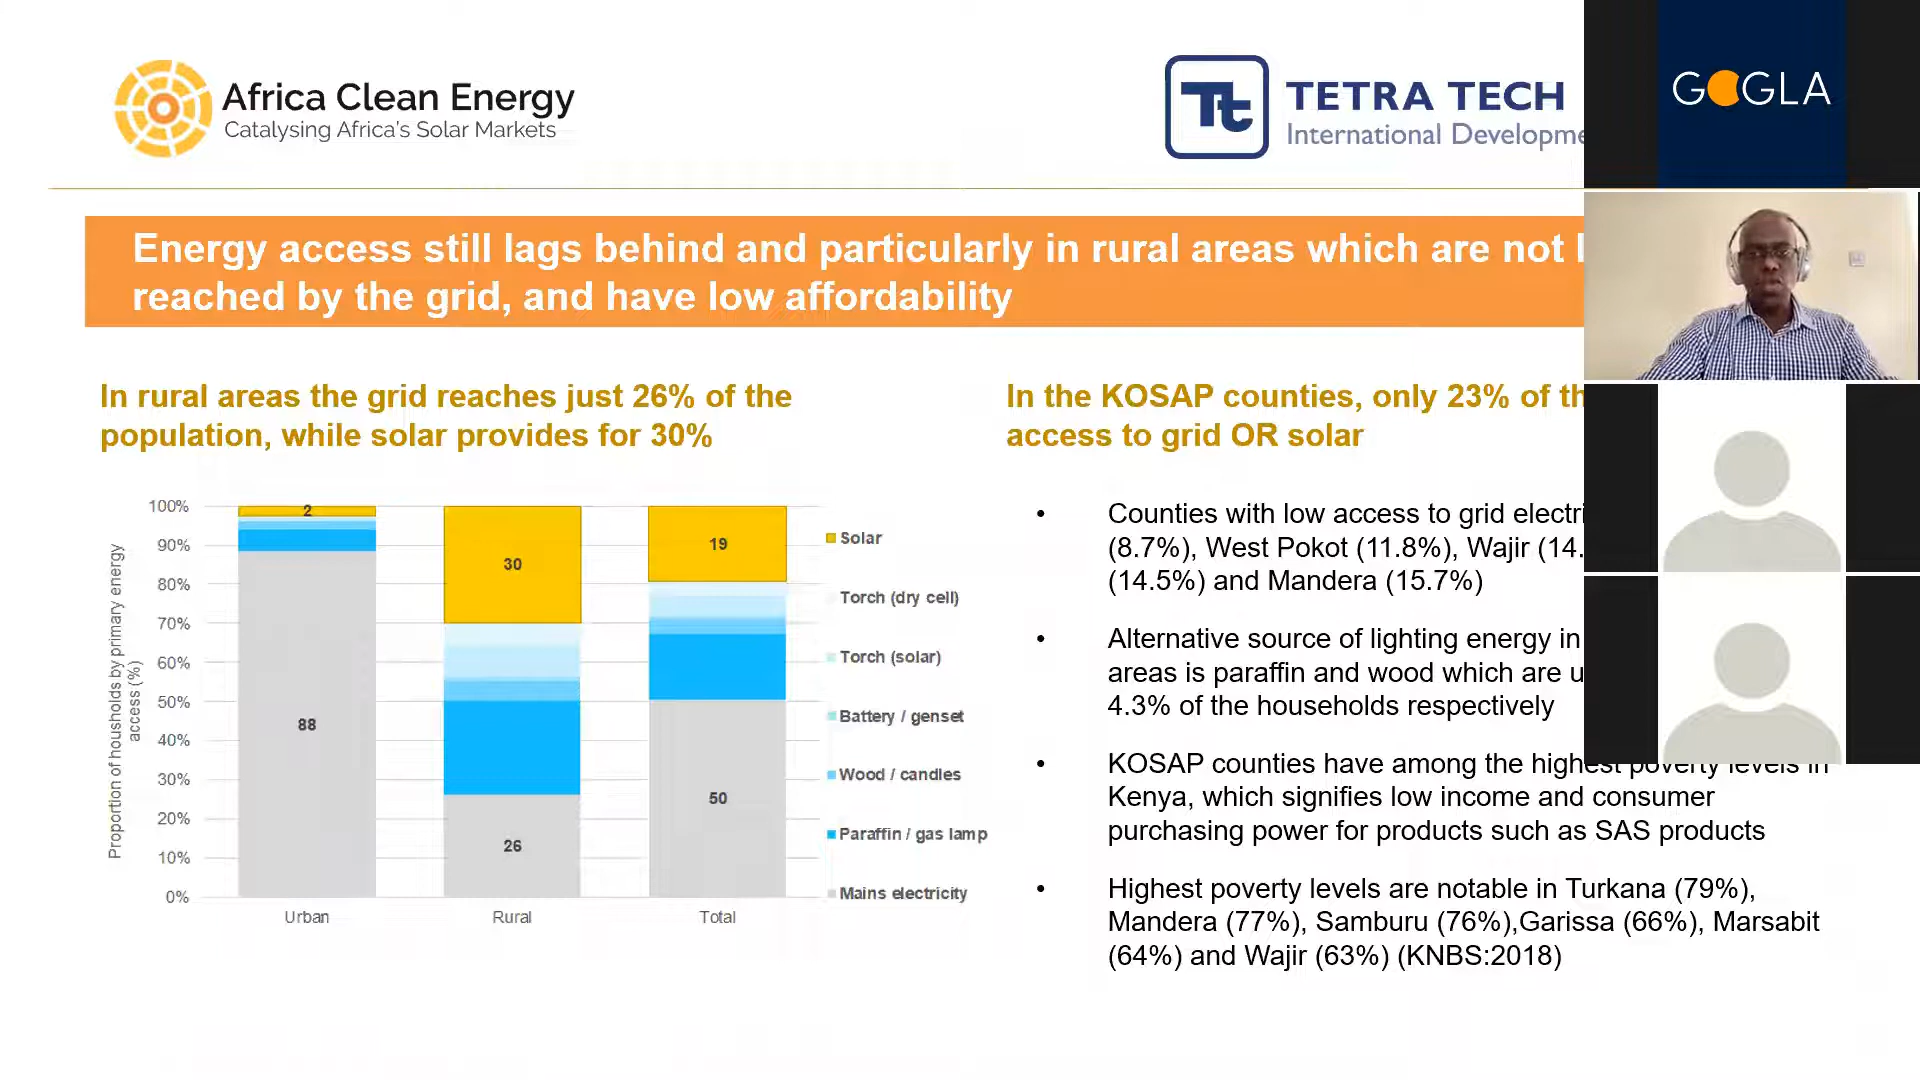 Africa Clean Energy
Catalysing Africa's Solar Markets
Tt
TETRA TECH
International
GOGLA
Energy access still lags behind and particularly in rural areas which are not
reached by the grid, and have low affordability
In rural areas the grid reaches just 26% of the
population, while solar provides for 30%
Proportion of housholds by primary energy
access (%)
100%
90%
80%
70%
60%
50%
40%
30%
20%
10%
0%
2
88
30
26
19
50
Urban
Rural
Total
Solar
Torch (dry cell)
Torch (solar)
Battery / genset
Wood / candles
Paraffin / gas lamp
Mains electricity
In the KOSAP counties, only 23% of
access to grid OR solar
• Counties with low access to grid
(8.7%), West Pokot (11.8%), Wajir
(14.5%) and Mandera (15.7%)
• Alternative source of lighting energy in
areas is paraffin and wood which are
4.3% of the households respectively
• KOSAP counties have among the highest poverty levels in
Kenya, which signifies low income and consumer
purchasing power for products such as SAS products
• Highest poverty levels are notable in Turkana (79%),
Mandera (77%), Samburu (76%),Garissa (66%), Marsabit
(64%) and Wajir (63%) (KNBS:2018)